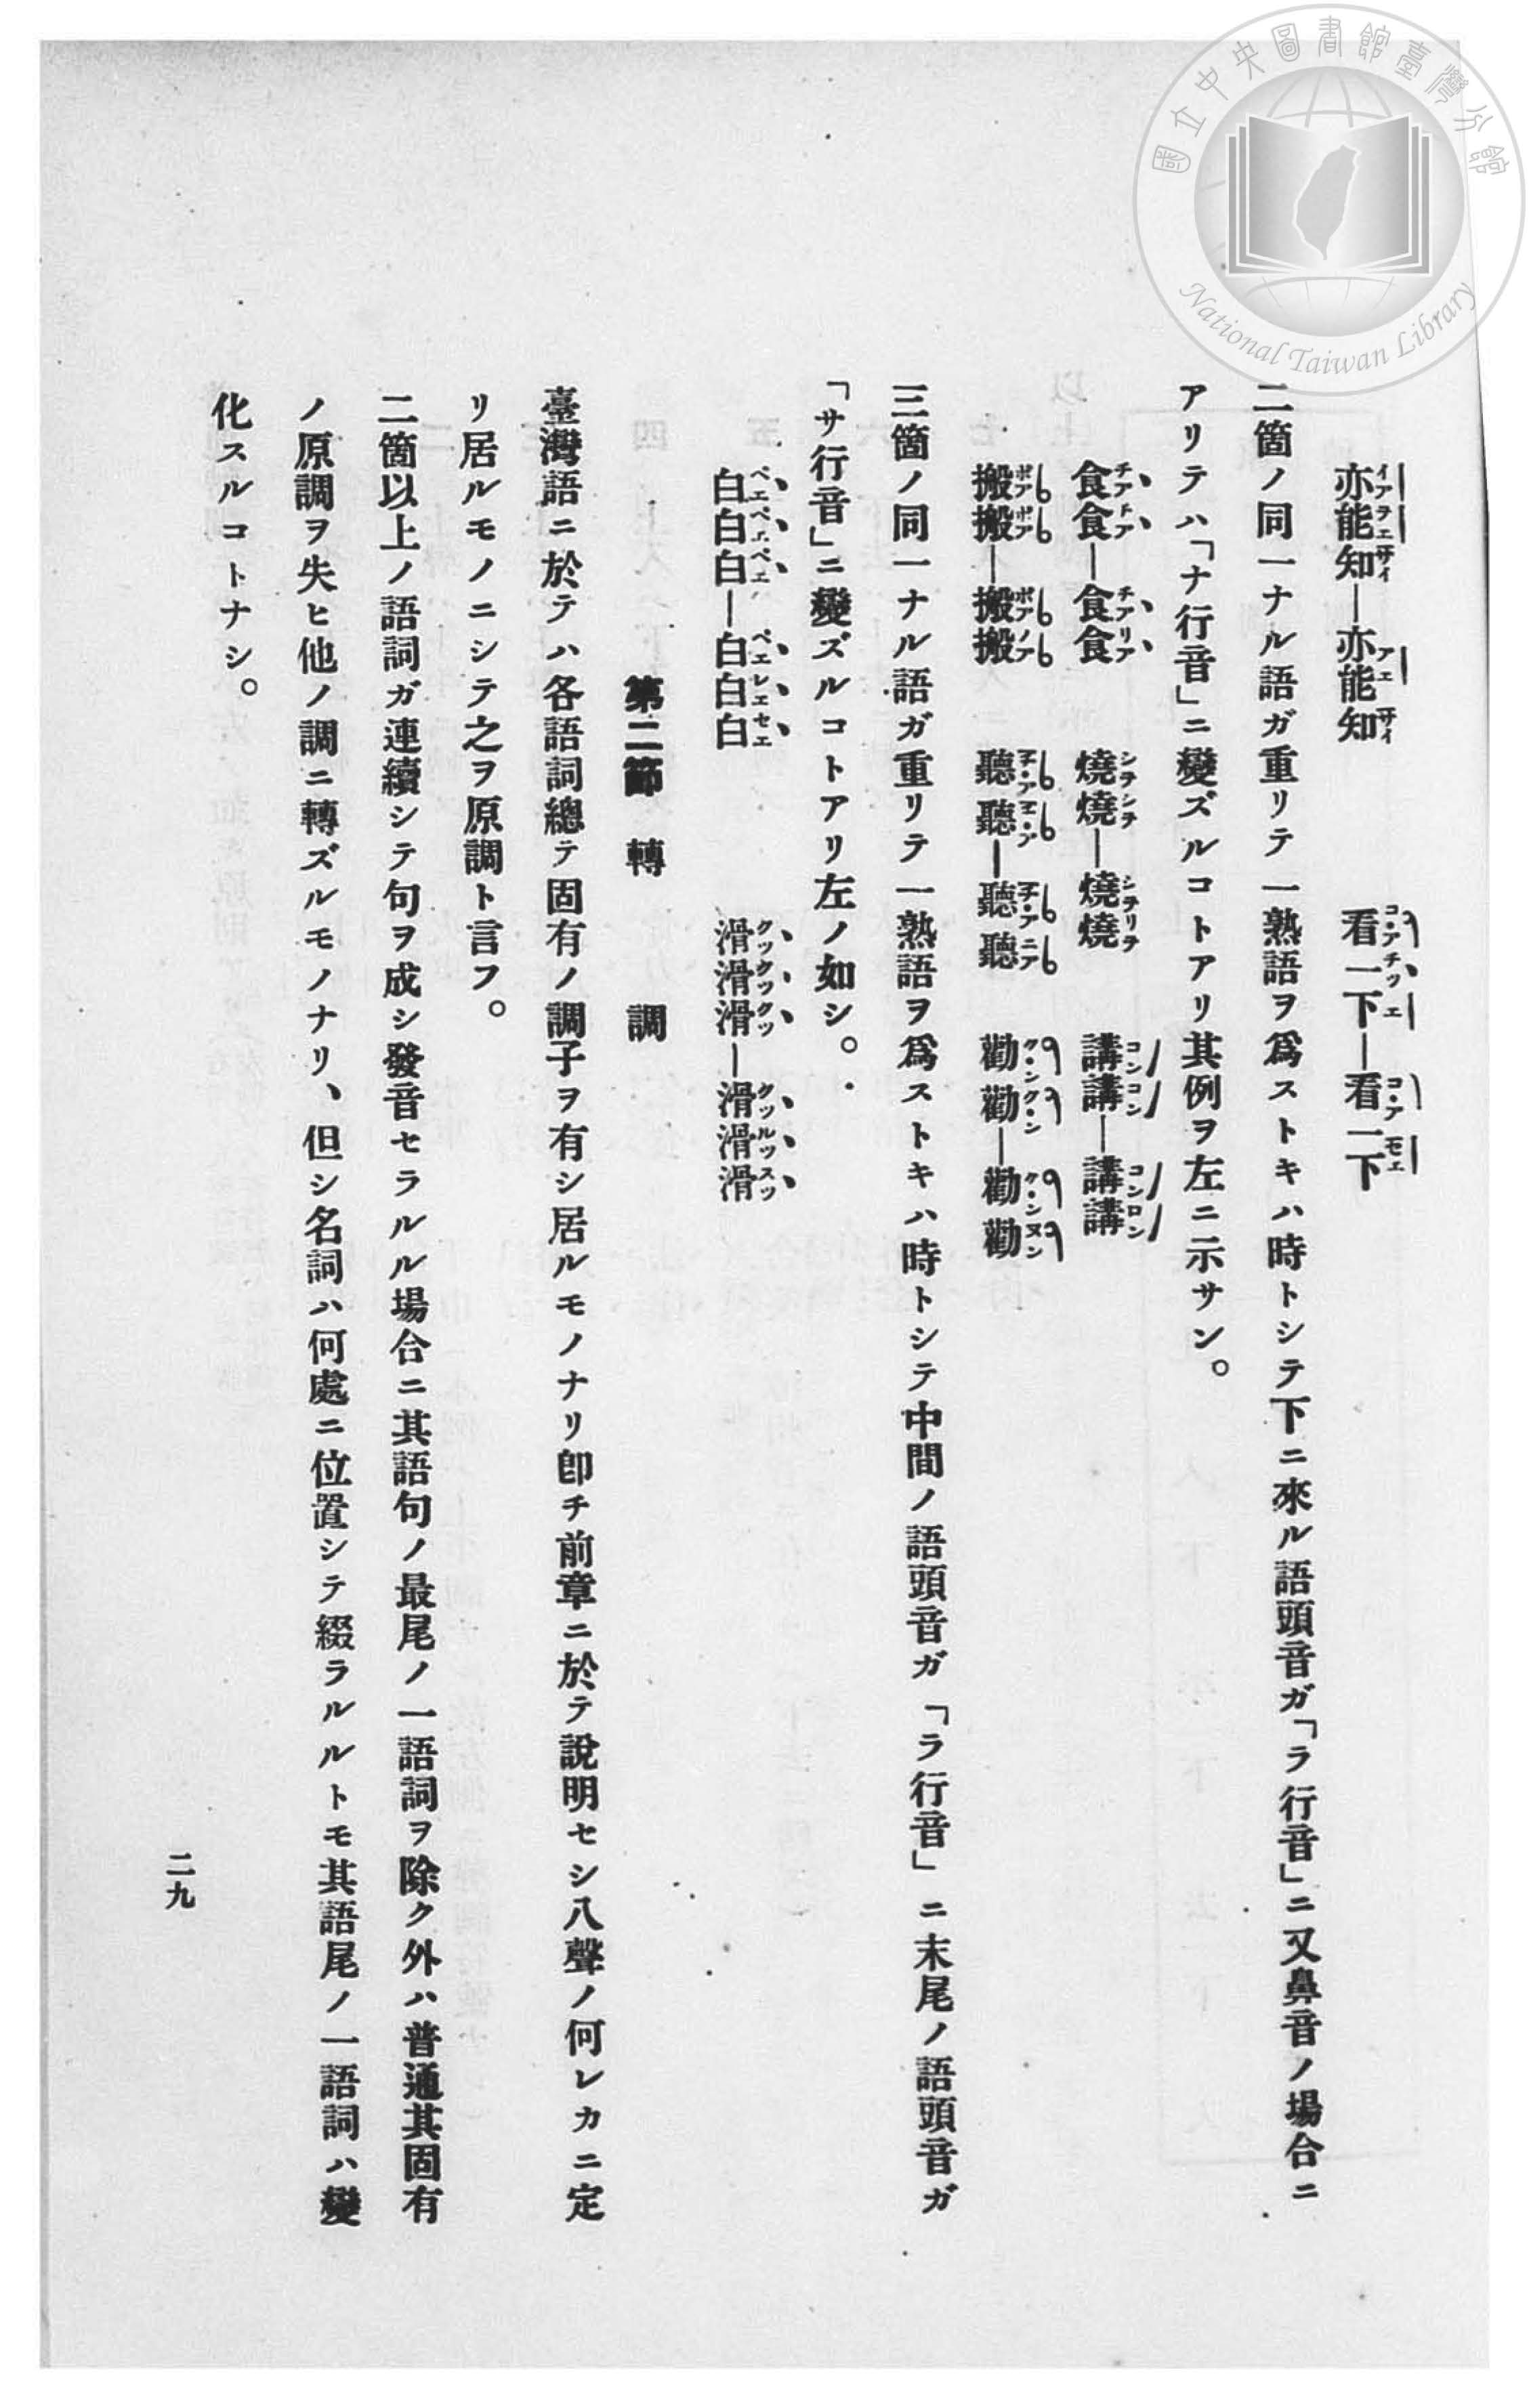 亦能知—亦能知　看一下—看一下
二箇ノ同一ナル語ガ重リテ一熟語ヲ爲ストキハ時トシテ下ニ來ル語頭音ガ「ラ行音」ニ又鼻音ノ場合ニ
アリテハ「ナ行音」ニ變ズルコトアリ其例ヲ左ニ示サン。
食食—食食　燒燒—燒燒　講講—講講
搬搬—搬搬　聽聽—聽聽　勸勸—勸勸
三箇ノ同一ナル語ガ重リテ一熟語ヲ爲ストキハ時トシテ中間ノ語頭音ガ「ラ行音」ニ末尾ノ語頭音ガ
「サ行音」ニ變ズルコトアリ左ノ如シ。
白白白—白白白　滑滑滑—滑滑滑
第二節　轉　調
臺灣語ニ於テハ各語詞總テ固有ノ調子ヲ有シ居ルモノナリ卽チ前章ニ於テ說明セシ八聲ノ何レカニ定
リ居ルモノニシテ之ヲ原調ト言フ。
二箇以上ノ語詞ガ連續シテ句ヲ成シ發音セラルル場合ニ其語句ノ最尾ノ一語詞ヲ除ク外ハ普通其固有
ノ原調ヲ失ヒ他ノ調ニ轉ズルモノナリ、但シ名詞ハ何處ニ位置シテ綴ラルルトモ其語尾ノ一語詞ハ變
化スルコトナシ。
二九
國立中央圖書館臺灣分館
National Taiwan Library